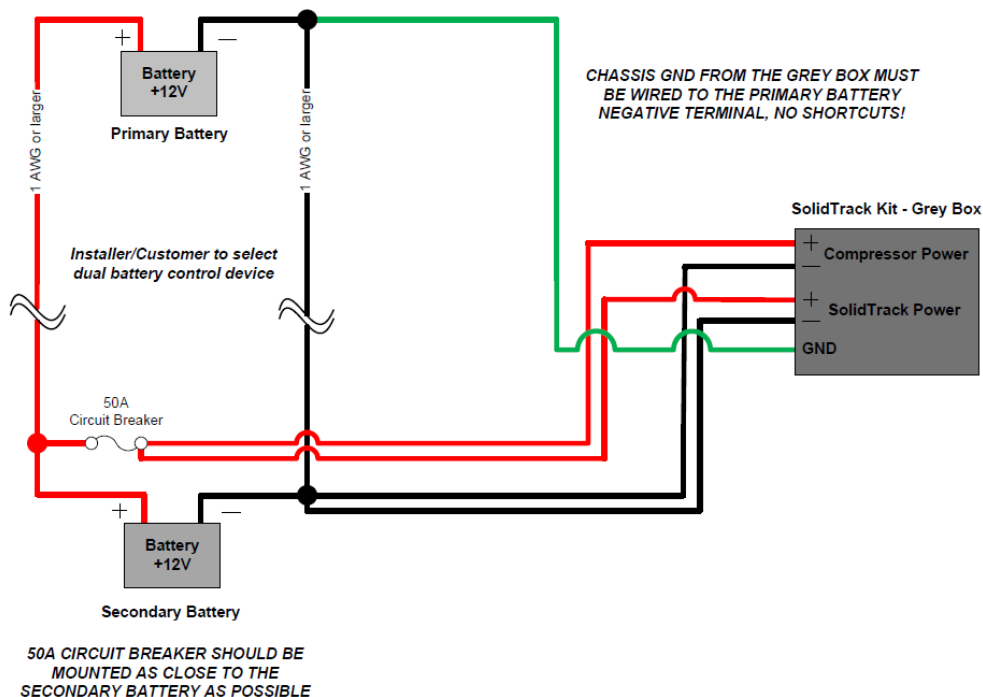 +
—
Battery
+12V
Primary Battery
1 AWG or larger
1 AWG or larger
CHASSIS GND FROM THE GREY BOX MUST
BE WIRED TO THE PRIMARY BATTERY
NEGATIVE TERMINAL, NO SHORTCUTS!
Installer/Customer to select
dual battery control device
SolidTrack Kit - Grey Box
+
Compressor Power
—
+
SolidTrack Power
—
GND
50A
Circuit Breaker
+
—
Battery
+12V
Secondary Battery
50A CIRCUIT BREAKER SHOULD BE
MOUNTED AS CLOSE TO THE
SECONDARY BATTERY AS POSSIBLE